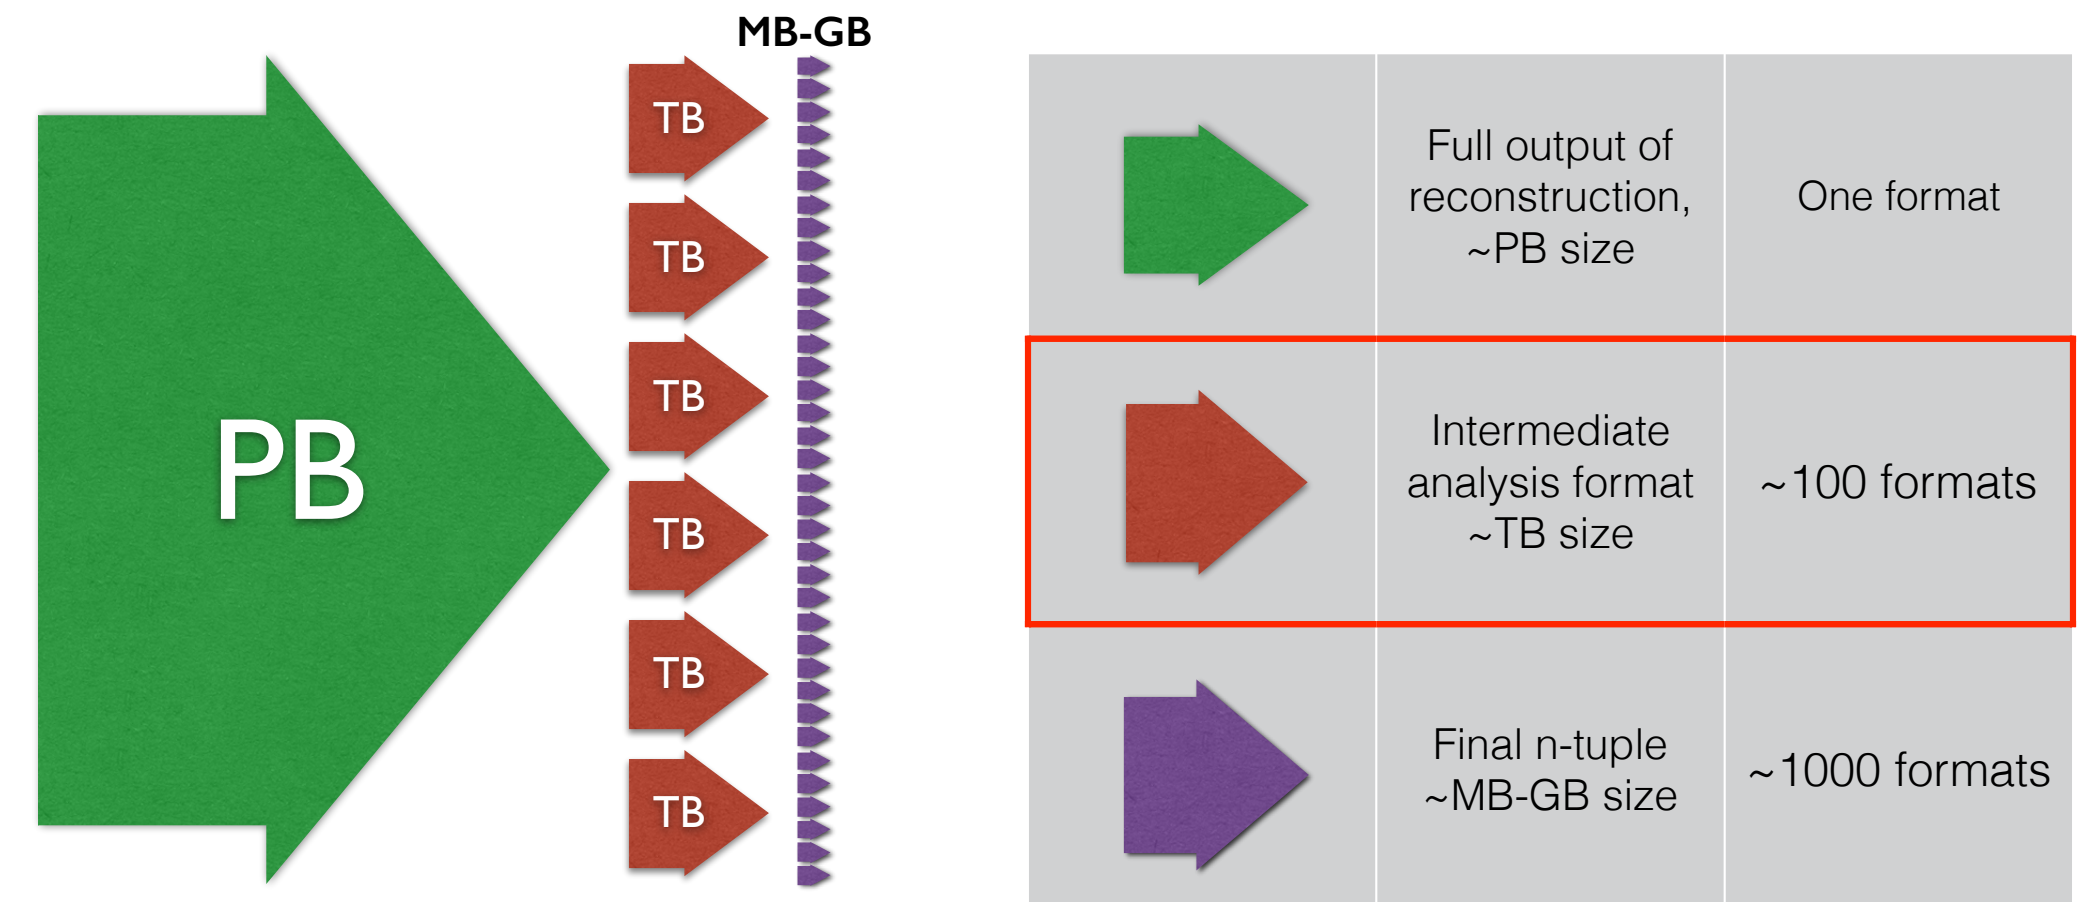 MB-GB
PB
TB
TB
TB
TB
TB
TB
Full output of
reconstruction,
~PB size
One format
Intermediate
analysis format
~TB size
~100 formats
Final n-tuple
~MB-GB size
~1000 formats